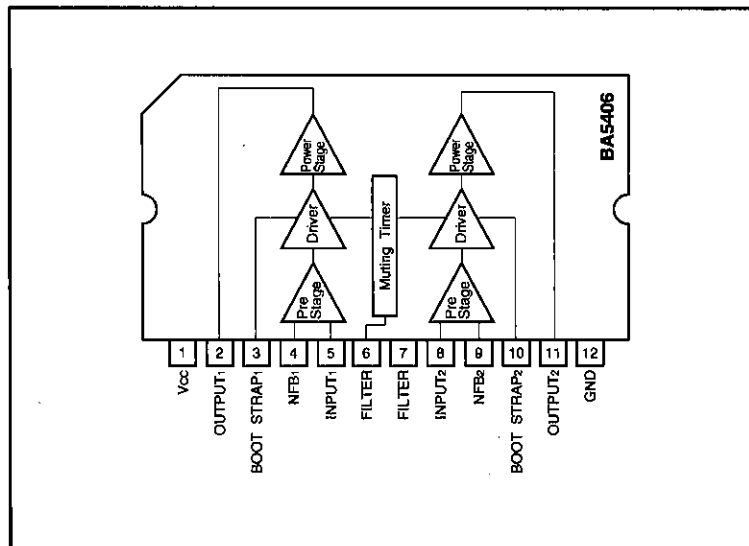 BA5406
Power
Stage
Power
Stage
Driver
Driver
Muting Timer
Pre
Stage
Pre
Stage
1
2
3
4
5
6
7
8
9
10
11
12
Vcc
OUTPUT1
BOOT STRAP1
NFB1
INPUT1
FILTER
FILTER
INPUT2
NFB2
BOOT STRAP2
OUTPUT2
GND